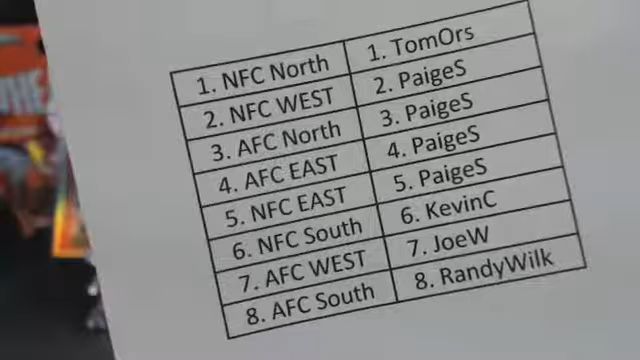 1. NFC North 1. TomOrs
2. NFC WEST 2. PaigeS
3. AFC North 3. PaigeS
4. AFC EAST 4. PaigeS
5. NFC EAST 5. PaigeS
6. NFC South 6. KevinC
7. AFC WEST 7. JoeW
8. AFC South 8. RandyWilk